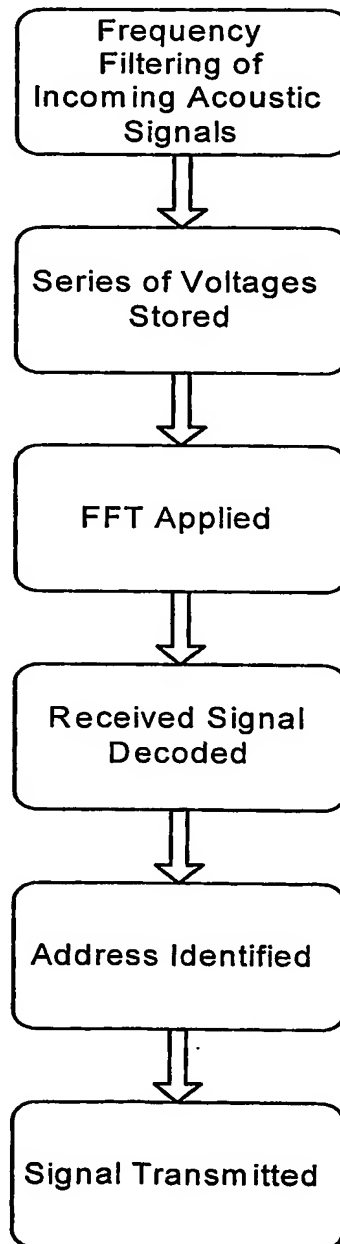 Frequency
Filtering of
Incoming Acoustic
Signals
Series of Voltages
Stored
FFT Applied
Received Signal
Decoded
Address Identified
Signal Transmitted